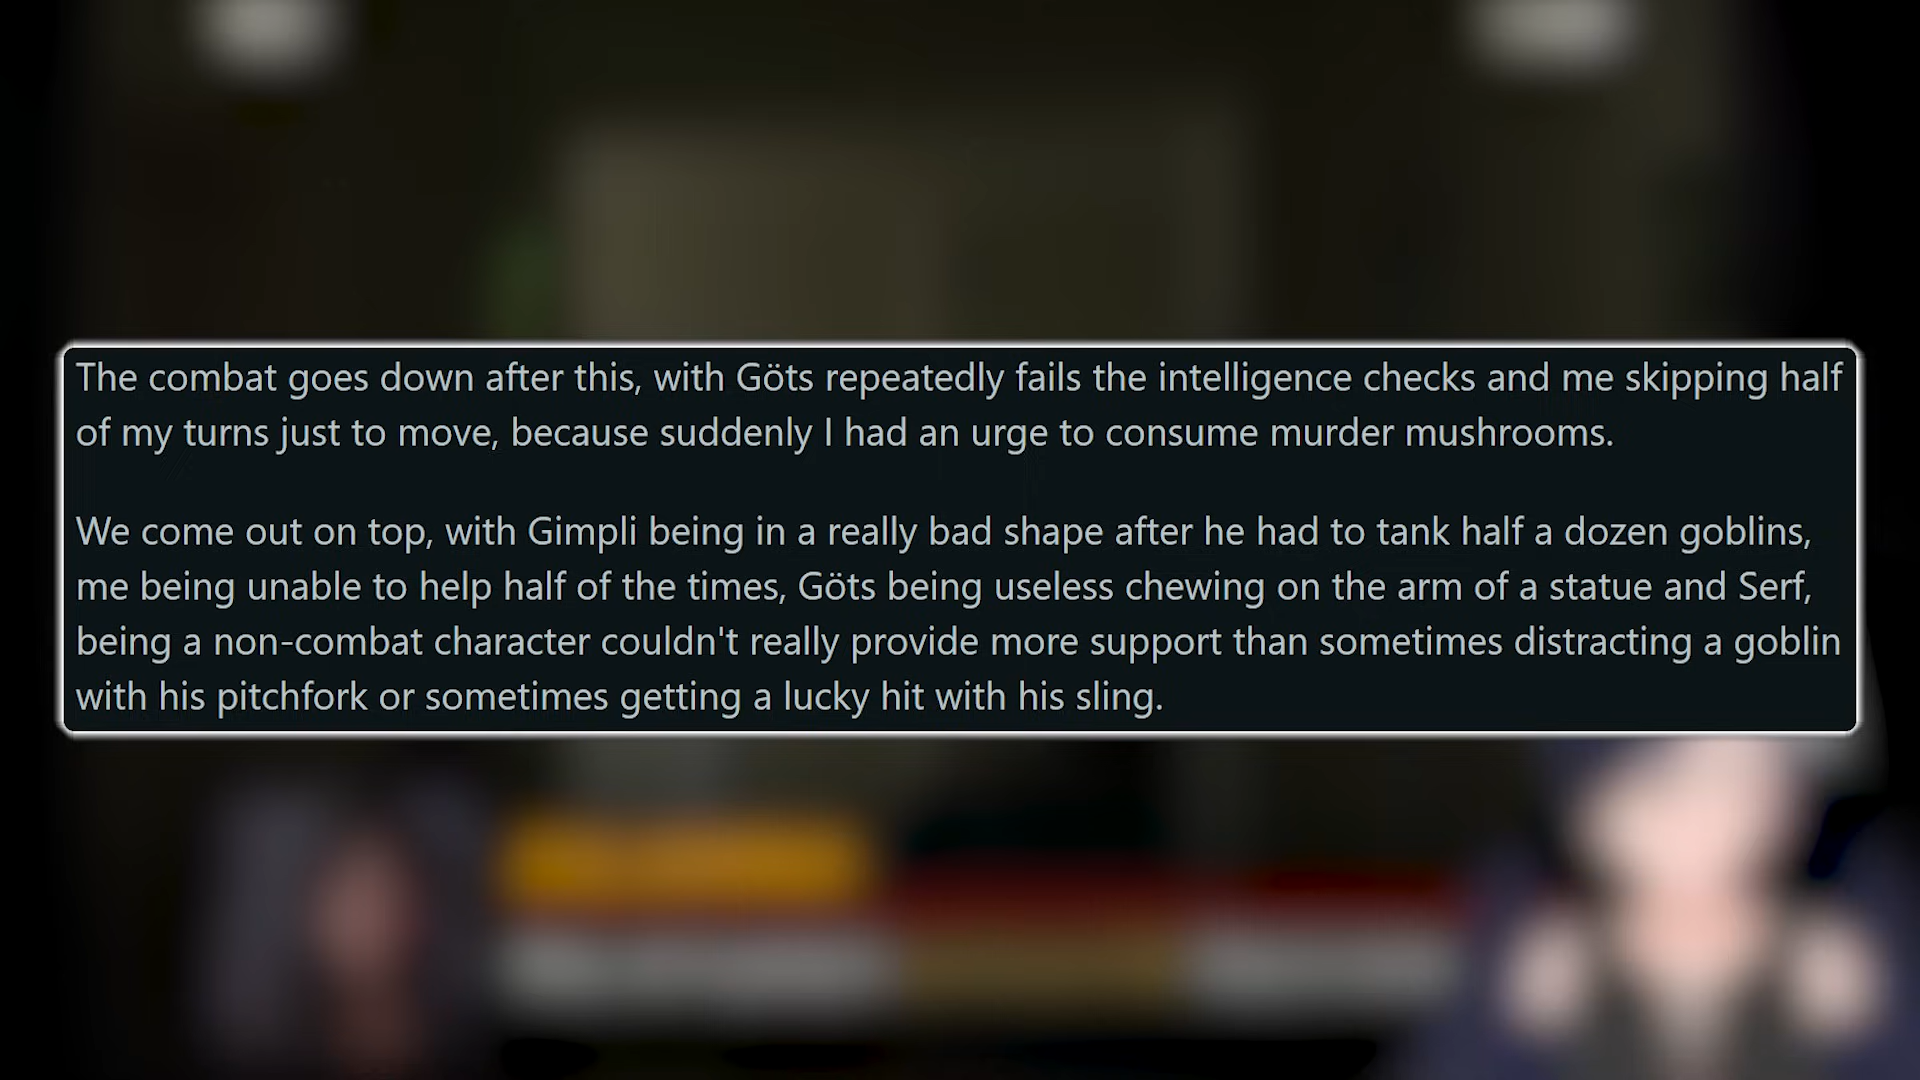 The combat goes down after this, with Göts repeatedly fails the intelligence checks and me skipping half
of my turns just to move, because suddenly I had an urge to consume murder mushrooms.
We come out on top, with Gimpli being in a really bad shape after he had to tank half a dozen goblins,
me being unable to help half of the times, Göts being useless chewing on the arm of a statue and Serf,
being a non-combat character couldn't really provide more support than sometimes distracting a goblin
with his pitchfork or sometimes getting a lucky hit with his sling.